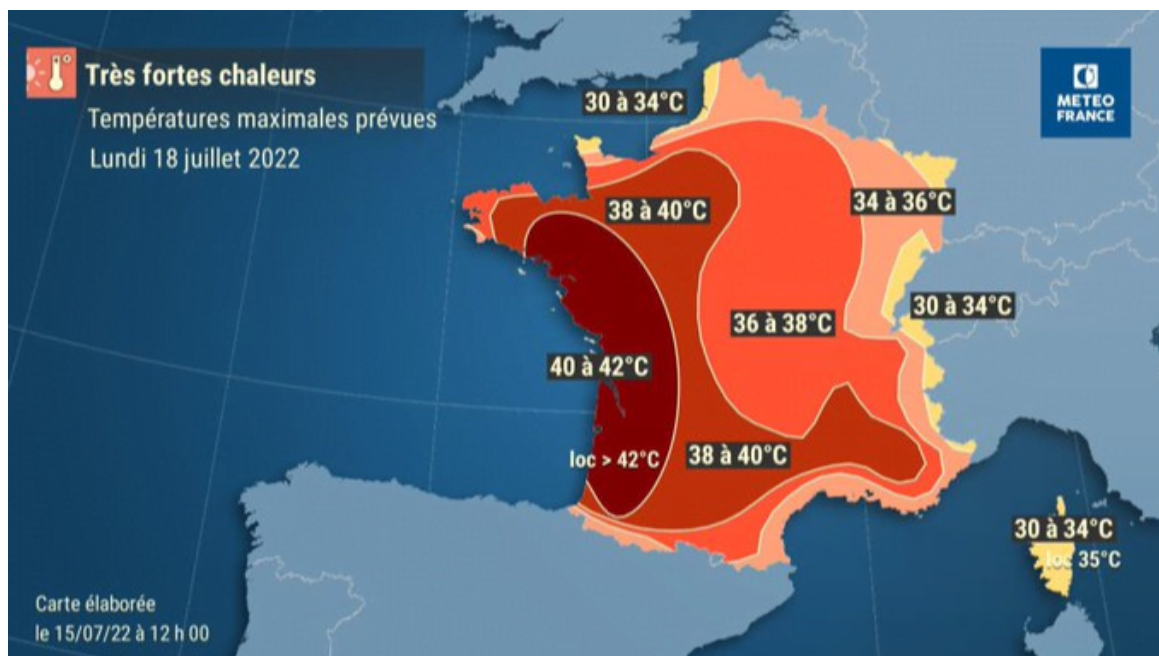 Très fortes chaleurs
Températures maximales prévues
Lundi 18 juillet 2022
METEO
FRANCE
30 à 34°C
34 à 36°C
38 à 40°C
30 à 34°C
36 à 38°C
40 à 42°C
38 à 40°C
loc > 42°C
30 à 34°C
loc 35°C
Carte élaborée
le 15/07/22 à 12 h 00